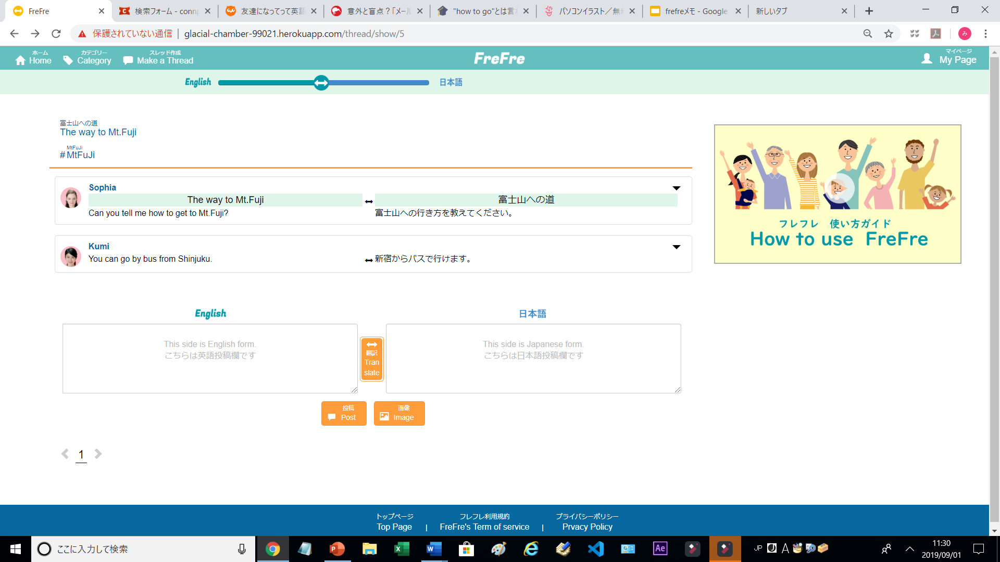 FreFre
検索フォーム - conn
友達になってって英語
意外と盲点？「メール
"how to go"とは言わ
パソコンイラスト／無料
frefreメモ - Google
新しいタブ
保護されていない通信 | glacial-chamber-99021.herokuapp.com/thread/show/5
み
ホーム
Home
カテゴリー
Category
スレッド作成
Make a Thread
FreFre
マイページ
My Page
English
日本語
富士山への道
The way to Mt.Fuji
MtFuJi
#MtFuJi
Sophia
The way to Mt.Fuji
富士山への道
Can you tell me how to get to Mt.Fuji?
富士山への行き方を教えてください。
Kumi
You can go by bus from Shinjuku.
新宿からバスで行けます。
フレフレ 使い方ガイド
How to use FreFre
English
日本語
This side is English form.
こちらは英語投稿欄です
翻訳
Tran
slate
This side is Japanese form.
こちらは日本語投稿欄です
投稿
Post
画像
Image
1
トップページ
Top Page
|
フレフレ利用規約
FreFre's Term of service
|
プライバシーポリシー
Prvacy Policy
ここに入力して検索
Ae
JP
A
11:30
2019/09/01